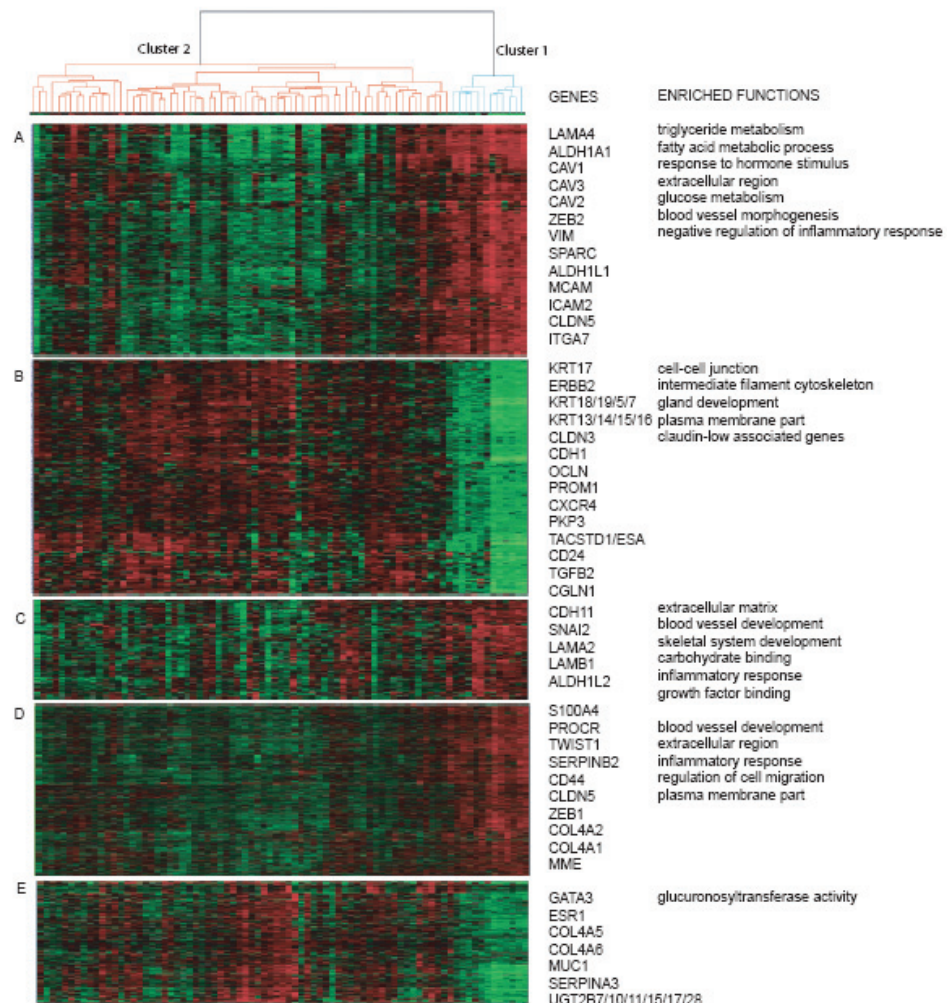 Cluster 2
Cluster 1
GENES ENRICHED FUNCTIONS
A
LAMA4 triglyceride metabolism
ALDH1A1 fatty acid metabolic process
CAV1 response to hormone stimulus
CAV3 extracellular region
CAV2 glucose metabolism
ZEB2 blood vessel morphogenesis
VIM negative regulation of inflammatory response
SPARC
ALDH1L1
MCAM
ICAM2
CLDN5
ITGA7
B
KRT17 cell-cell junction
ERBB2 intermediate filament cytoskeleton
KRT18/19/5/7 gland development
KRT13/14/15/16 plasma membrane part
CLDN3 claudin-low associated genes
CDH1
OCLN
PROM1
CXCR4
PKP3
TACSTD1/ESA
CD24
TGFB2
CGLN1
C
CDH11 extracellular matrix
SNAI2 blood vessel development
LAMA2 skeletal system development
LAMB1 carbohydrate binding
ALDH1L2 inflammatory response
growth factor binding
D
S100A4
PROCR blood vessel development
TWIST1 extracellular region
SERPINB2 inflammatory response
CD44 regulation of cell migration
CLDN5 plasma membrane part
ZEB1
COL4A2
COL4A1
MME
E
GATA3 glucuronosyltransferase activity
ESR1
COL4A5
COL4A6
MUC1
SERPINA3
UGT2B7/10/11/15/17/28